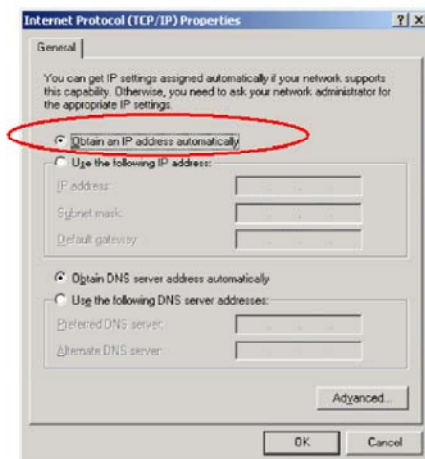 Internet Protocol (TCP/IP) Properties
General
You can get IP settings assigned automatically if your network supports
this capability. Otherwise, you need to ask your network administrator for
the appropriate IP settings.
Obtain an IP address automatically
Use the following IP address:
IP address:
Subnet mask:
Default gateway:
Obtain DNS server address automatically
Use the following DNS server addresses:
Preferred DNS server:
Alternate DNS server:
Advanced...
OK
Cancel